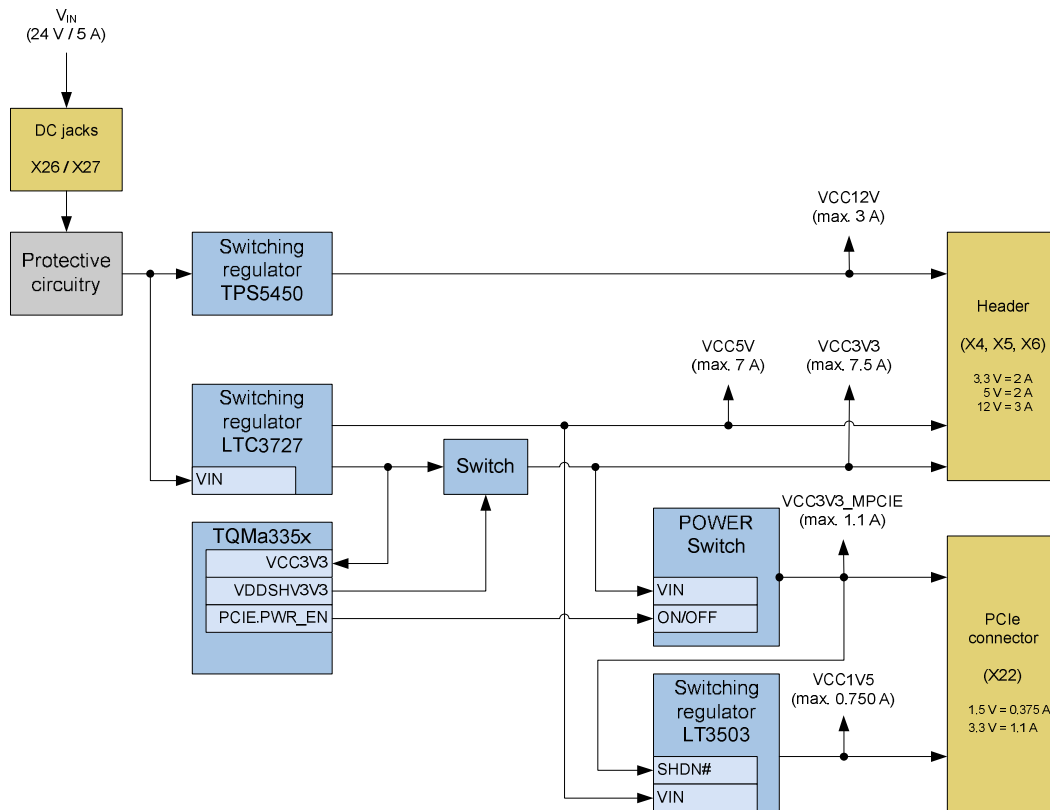 VIN
(24 V / 5 A)
DC jacks
X26 / X27
Protective
circuitry
Switching
regulator
TPS5450
VCC12V
(max. 3 A)
Header
(X4, X5, X6)
3,3 V = 2 A
5 V = 2 A
12 V = 3 A
VCC5V
(max. 7 A)
VCC3V3
(max. 7.5 A)
Switching
regulator
LTC3727
VIN
Switch
TQMa335x
VCC3V3
VDDSHV3V3
PCIE.PWR_EN
POWER
Switch
VIN
ON/OFF
VCC3V3_MPCIE
(max. 1.1 A)
PCIe
connector
(X22)
1,5 V = 0,375 A
3,3 V = 1,1 A
Switching
regulator
LT3503
SHDN#
VIN
VCC1V5
(max. 0.750 A)